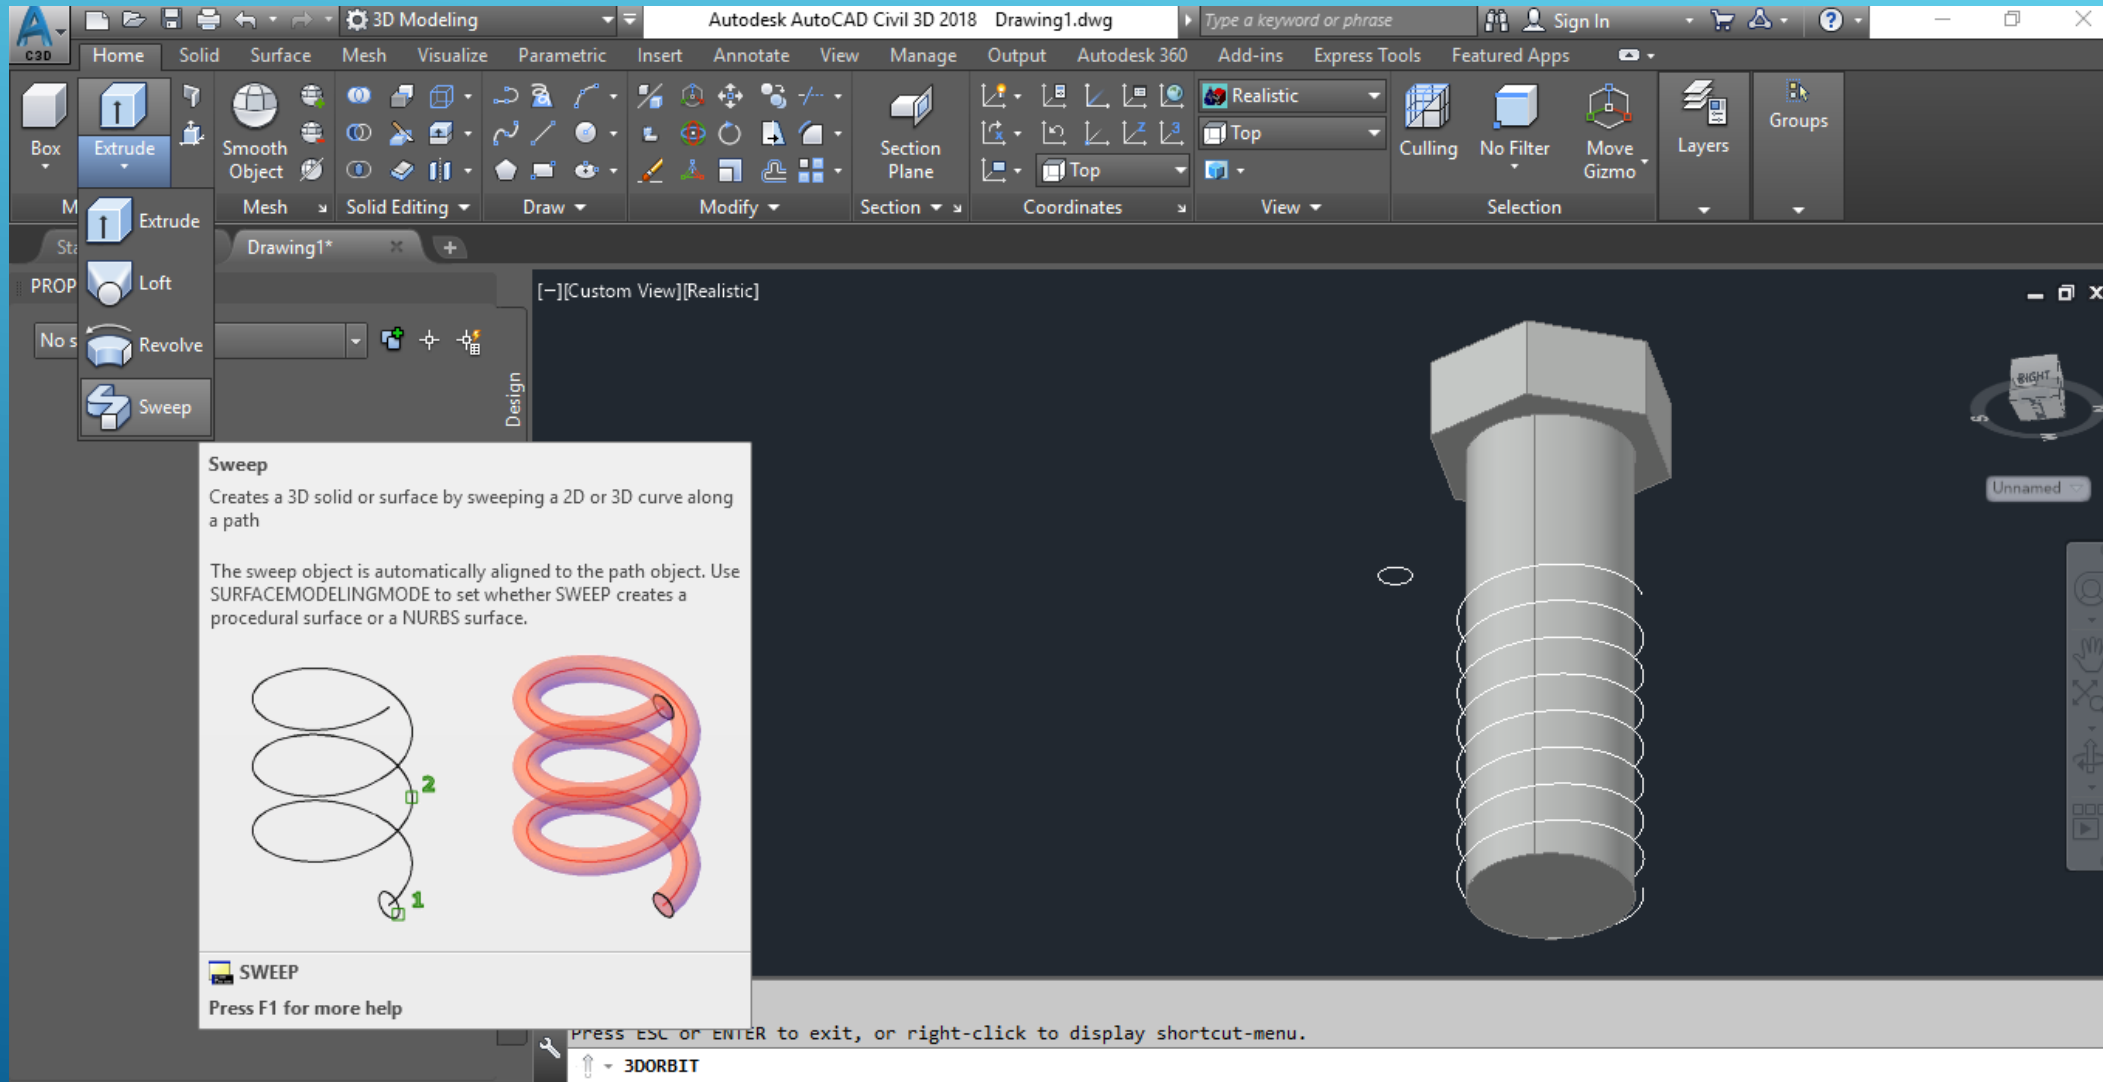 3D Modeling
Autodesk AutoCAD Civil 3D 2018 Drawing1.dwg
Type a keyword or phrase
Sign In
C3D
Home Solid Surface Mesh Visualize Parametric Insert Annotate View Manage Output Autodesk 360 Add-ins Express Tools Featured Apps
Box
Extrude
Smooth
Object
Section
Plane
Top
Realistic
Top
Culling
No Filter
Move
Gizmo
Layers
Groups
M
Mesh
Solid Editing
Draw
Modify
Section
Coordinates
View
Selection
Extrude
Loft
Revolve
Sweep
Sta
Drawing1*
PROP
No s
Design
[−][Custom View][Realistic]
RIGHT
S
Unnamed
Sweep
Creates a 3D solid or surface by sweeping a 2D or 3D curve along
a path
The sweep object is automatically aligned to the path object. Use
SURFACEMODELINGMODE to set whether SWEEP creates a
procedural surface or a NURBS surface.
2
1
SWEEP
Press F1 for more help
Press ESC or ENTER to exit, or right-click to display shortcut-menu.
3DORBIT